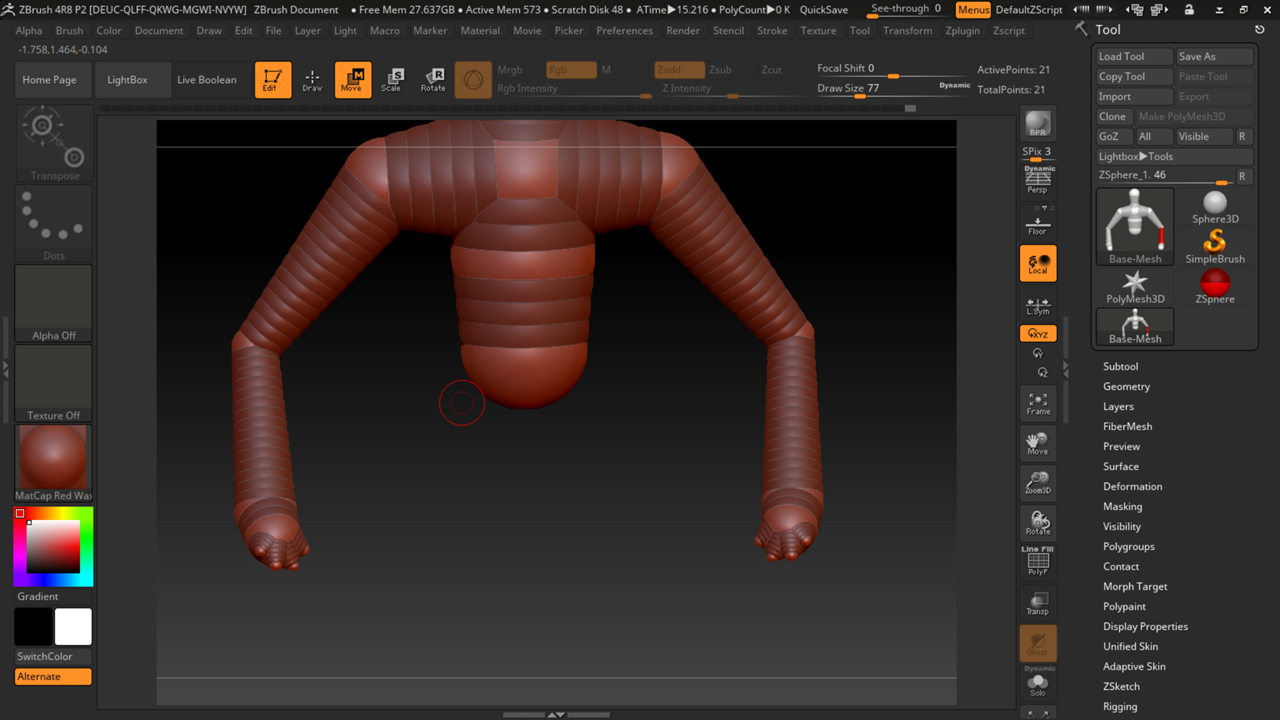 ZBrush 4R8 P2 [DEUC-QLFF-QKWG-MGWI-NVYW] ZBrush Document • Free Mem 27.637GB • Active Mem 573 • Scratch Disk 48 • ATime▶15.216 • PolyCount▶0 K QuickSave See-through 0 Menus DefaultZScript
Alpha Brush Color Document Draw Edit File Layer Light Macro Marker Material Movie Picker Preferences Render Stencil Stroke Texture Tool Transform Zplugin Zscript
-1.758,1.464,-0.104
Home Page LightBox Live Boolean Edit Draw Move Scale Rotate
Mrgb Rgb M Zadd Zsub Zcut
Rgb Intensity Z Intensity
Focal Shift 0
Draw Size 77 Dynamic
ActivePoints: 21
TotalPoints: 21
Transpose
Dots
Alpha Off
Texture Off
MatCap Red Wax
Gradient
SwitchColor
Alternate
BPR
SPix 3
Dynamic
Persp
Floor
Local
L.Sym
XYZ
Frame
Move
Zoom3D
Rotate
Line Fill
PolyF
Transp
Ghost
Dynamic
Solo
Tool
Load Tool Save As
Copy Tool Paste Tool
Import Export
Clone Make PolyMesh3D
GoZ All Visible R
Lightbox▶Tools
ZSphere_1. 46 R
Base-Mesh Sphere3D
SimpleBrush
PolyMesh3D ZSphere
Base-Mesh
Subtool
Geometry
Layers
FiberMesh
Preview
Surface
Deformation
Masking
Visibility
Polygroups
Contact
Morph Target
Polypaint
Display Properties
Unified Skin
Adaptive Skin
ZSketch
Rigging